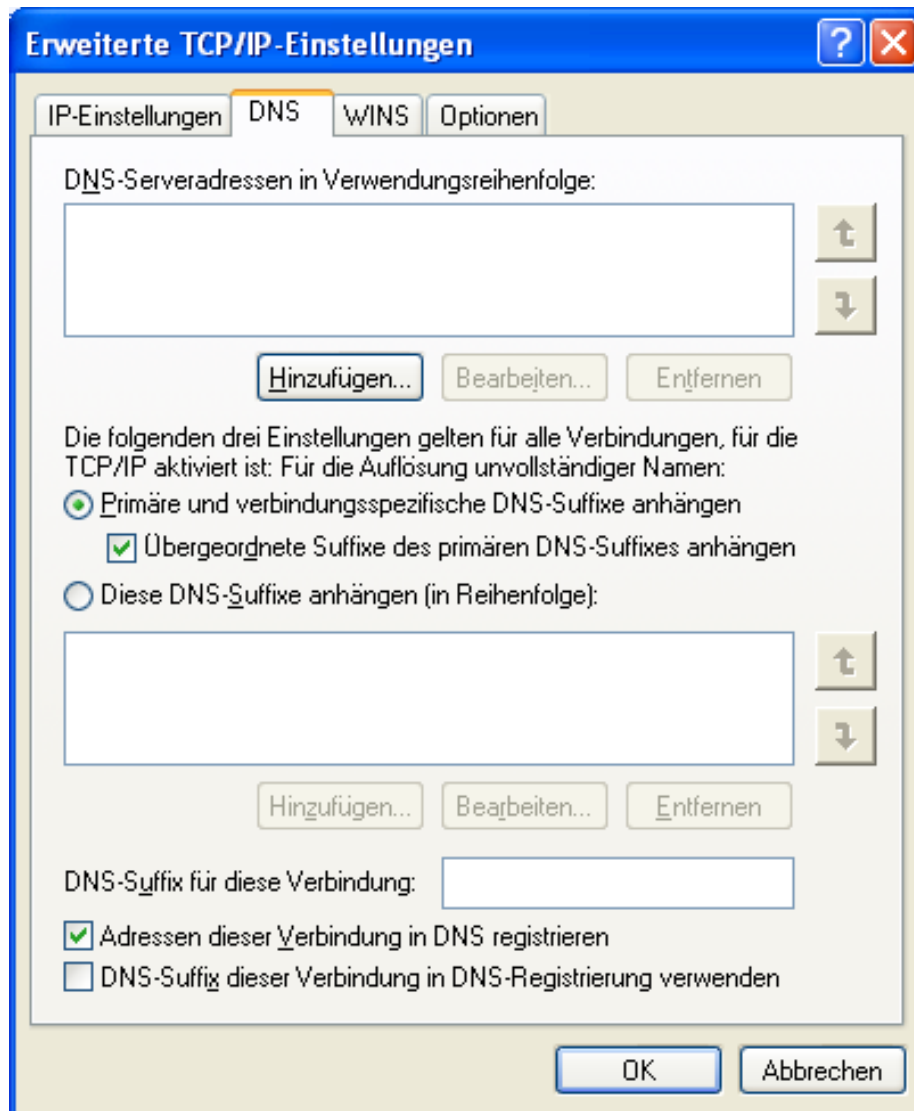 Erweiterte TCP/IP-Einstellungen
IP-Einstellungen DNS WINS Optionen
DNS-Serveradressen in Verwendungsreihenfolge:
Hinzufügen... Bearbeiten... Entfernen
Die folgenden drei Einstellungen gelten für alle Verbindungen, für die
TCP/IP aktiviert ist: Für die Auflösung unvollständiger Namen:
Primäre und verbindungsspezifische DNS-Suffixe anhängen
Übergeordnete Suffixe des primären DNS-Suffixes anhängen
Diese DNS-Suffixe anhängen (in Reihenfolge):
Hinzufügen... Bearbeiten... Entfernen
DNS-Suffix für diese Verbindung:
Adressen dieser Verbindung in DNS registrieren
DNS-Suffix dieser Verbindung in DNS-Registrierung verwenden
OK Abbrechen